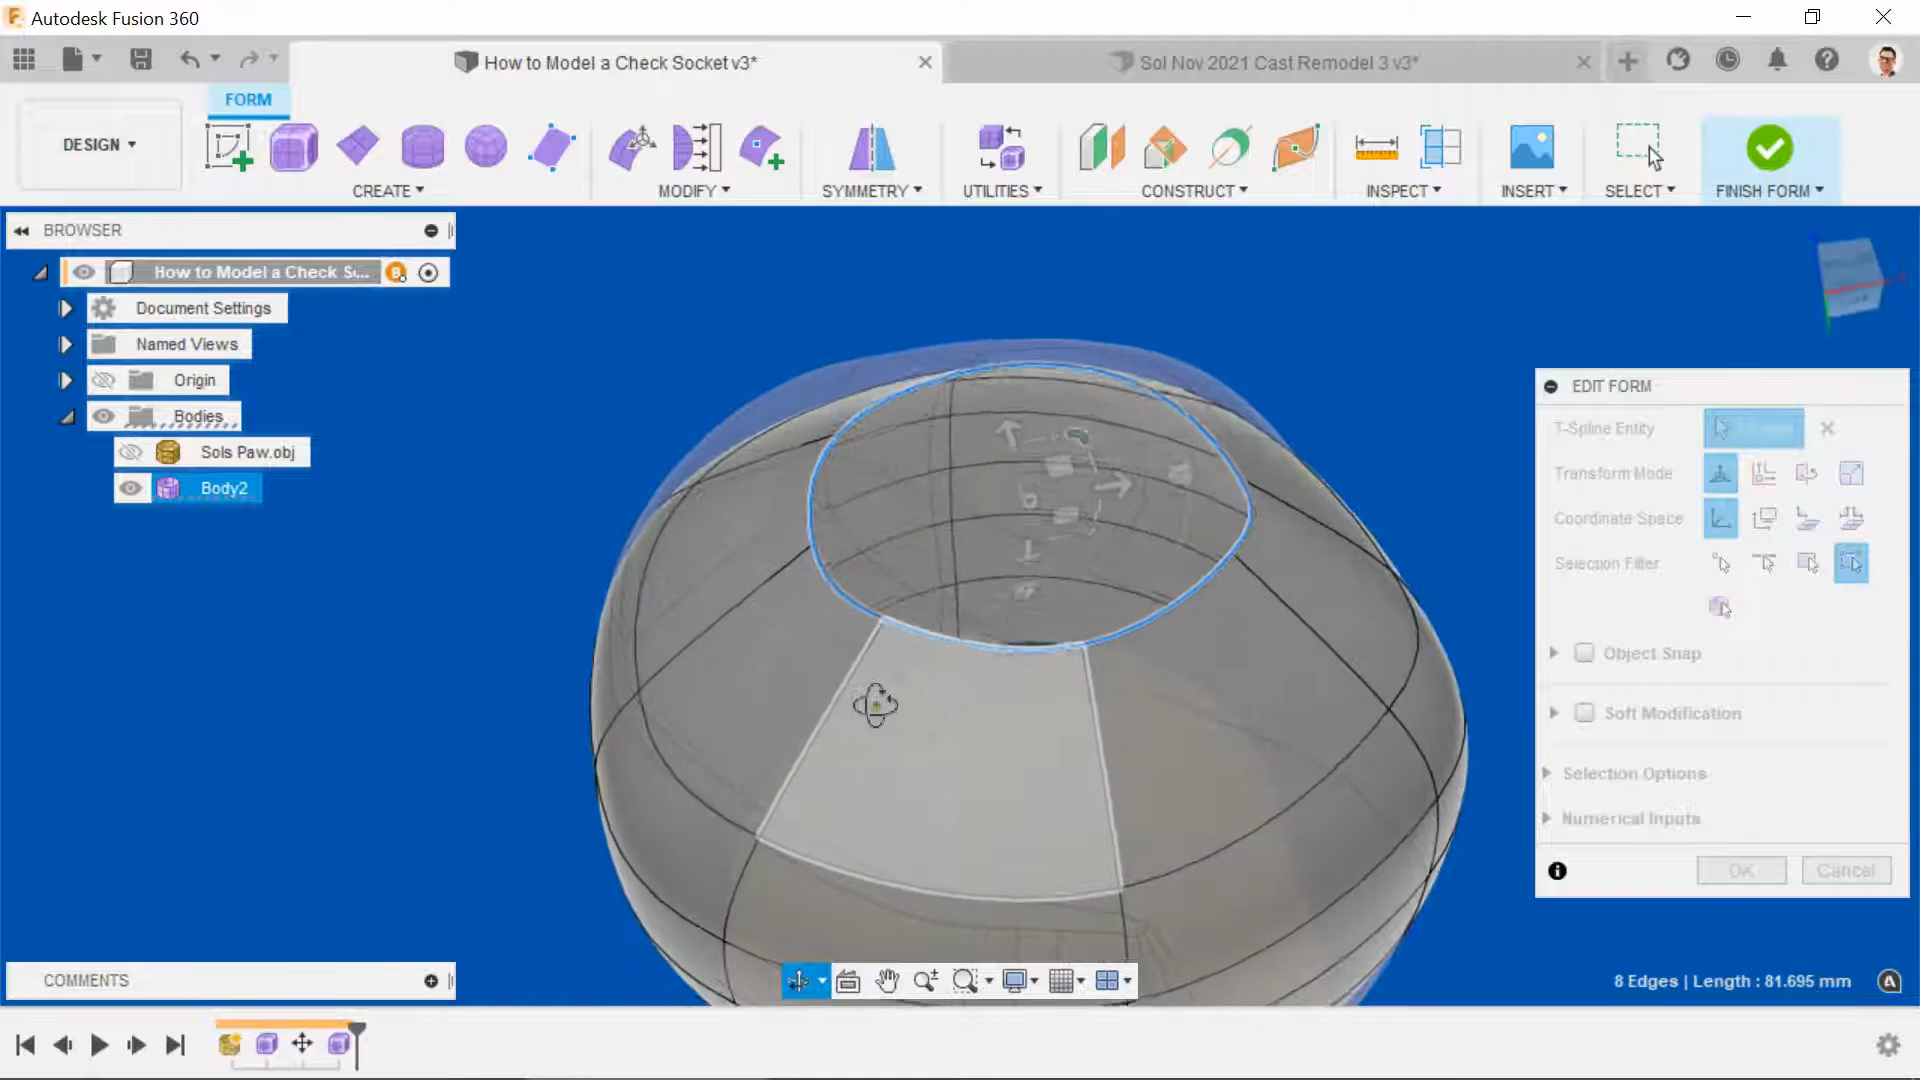 Autodesk Fusion 360
How to Model a Check Socket v3*
Sol Nov 2021 Cast Remodel 3 v3*
FORM
DESIGN
CREATE
MODIFY
SYMMETRY
UTILITIES
CONSTRUCT
INSPECT
INSERT
SELECT
FINISH FORM
BROWSER
How to Model a Check S...
Document Settings
Named Views
Origin
Bodies
Sols Paw.obj
Body2
EDIT FORM
T-Spline Entity
Transform Mode
Coordinate Space
Selection Filter
Object Snap
Soft Modification
Selection Options
Numerical Inputs
OK
Cancel
COMMENTS
8 Edges | Length : 81.695 mm